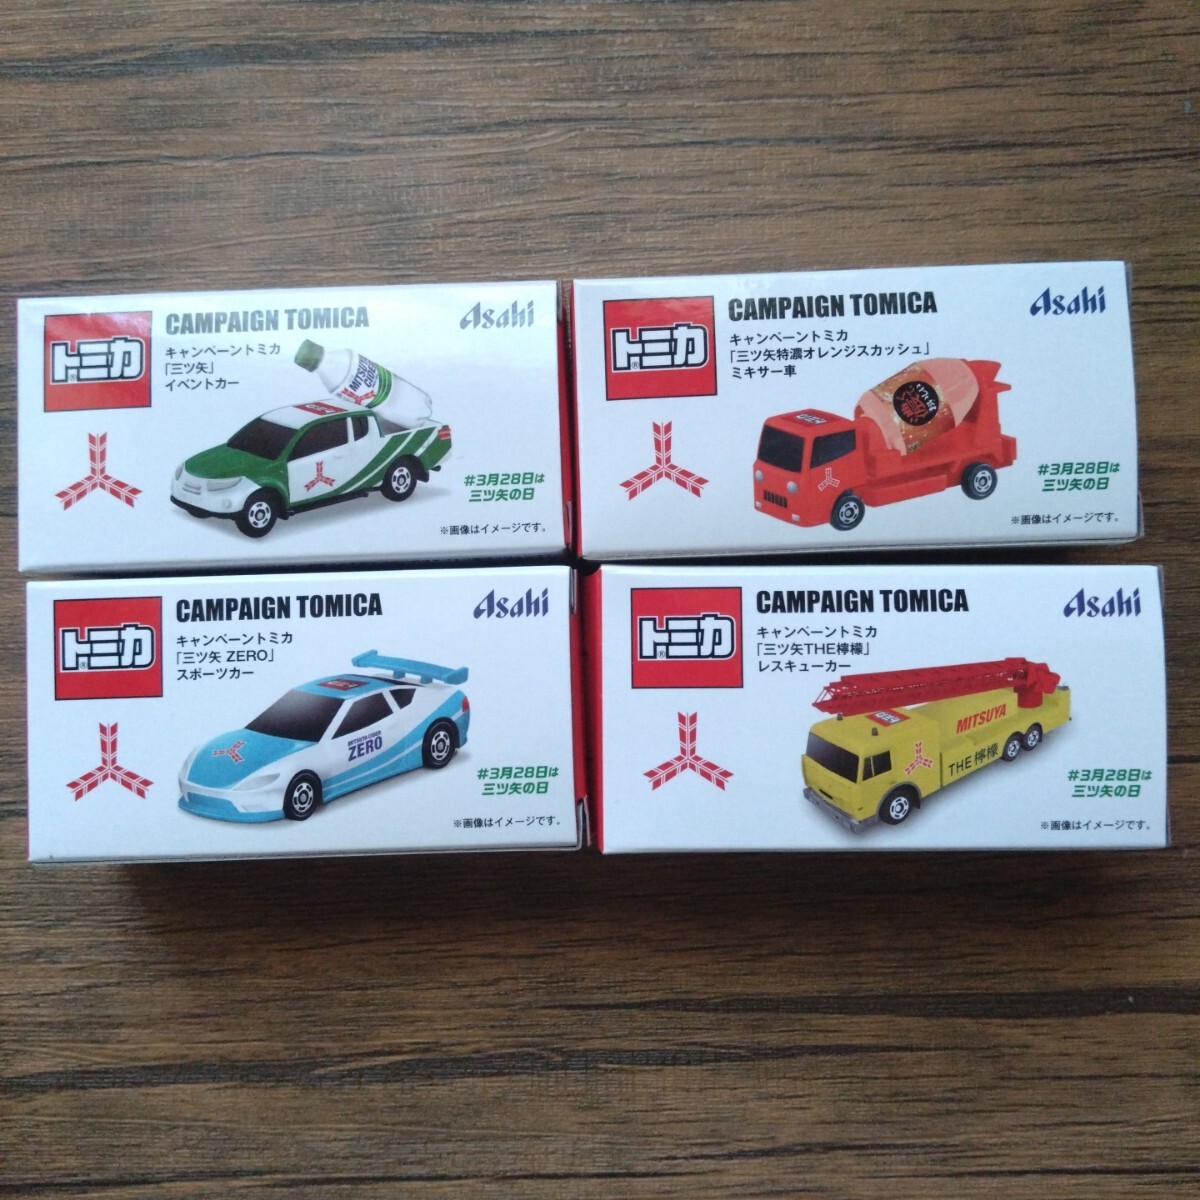 トミカ
CAMPAIGN TOMICA
Asahi
キャンペーントミカ
「三ツ矢」
イベントカー
MITSUYA CIDER
#3月28日は
三ツ矢の日
※画像はイメージです。
トミカ
CAMPAIGN TOMICA
Asahi
キャンペーントミカ
「三ツ矢特濃オレンジスカッシュ」
ミキサー車
#3月28日は
三ツ矢の日
※画像はイメージです。
トミカ
CAMPAIGN TOMICA
Asahi
キャンペーントミカ
「三ツ矢 ZERO」
スポーツカー
MITSUYA CIDER
ZERO
#3月28日は
三ツ矢の日
※画像はイメージです。
トミカ
CAMPAIGN TOMICA
Asahi
キャンペーントミカ
「三ツ矢THE檸檬」
レスキューカー
MITSUYA
THE檸檬
#3月28日は
三ツ矢の日
※画像はイメージです。